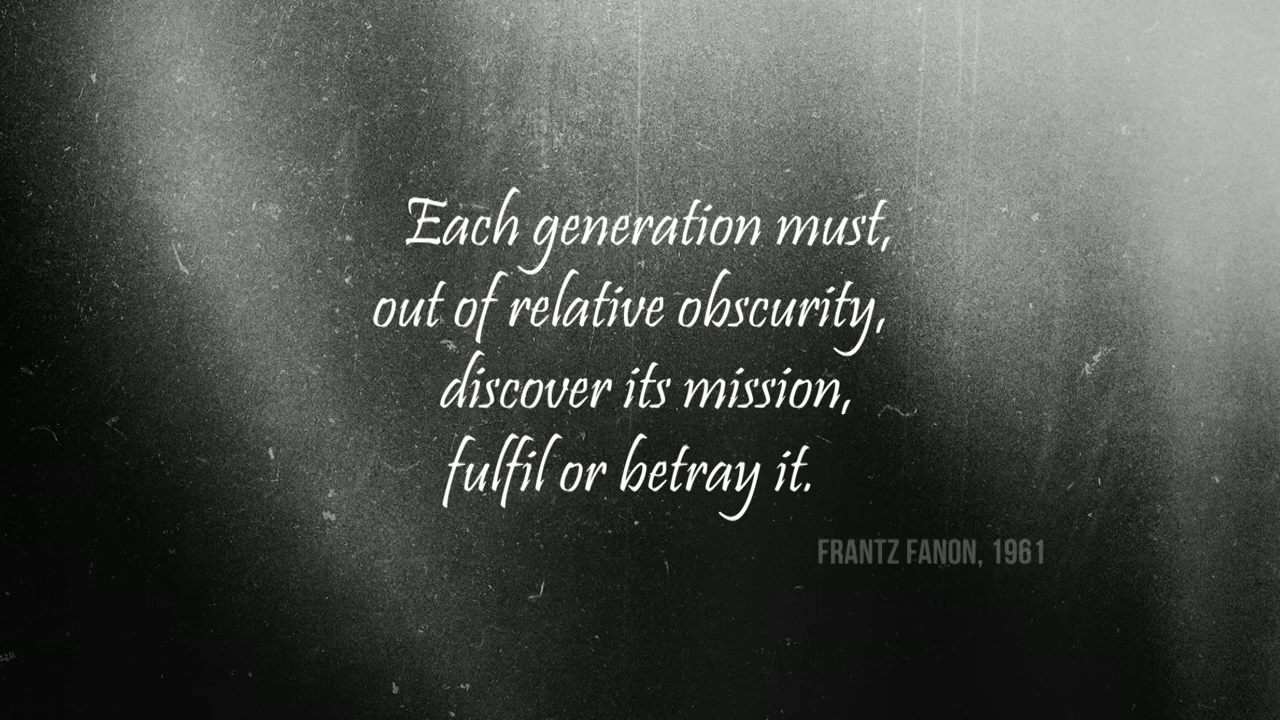 Each generation must,
out of relative obscurity,
discover its mission,
fulfil or betray it.
FRANTZ FANON, 1961